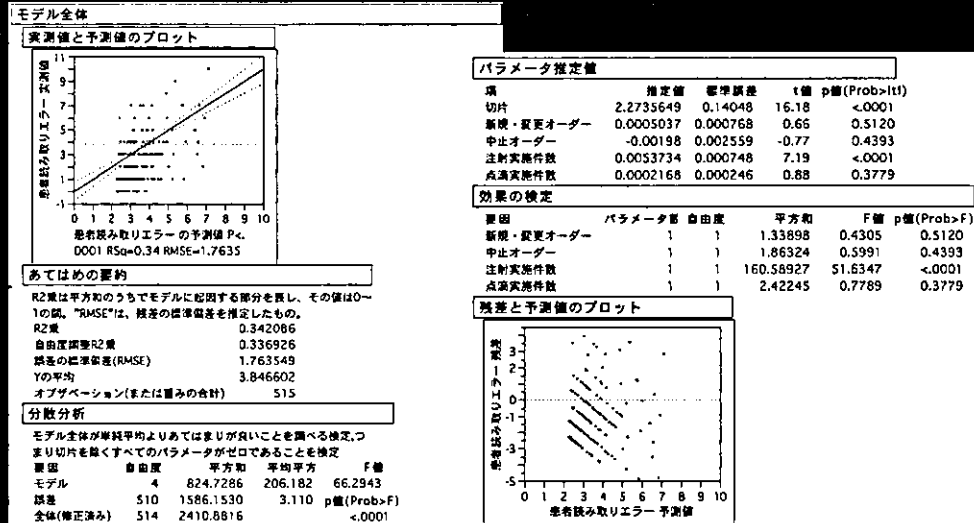 モデル全体
実測値と予測値のプロット
患者読み取りエラー 実測値
11
9
7
5
3
1
-1
0 1 2 3 4 5 6 7 8 9 10
患者読み取りエラー の予測値 P<.
0001 RSq=0.34 RMSE=1.7635
あてはめの要約
R2乗は平方和のうちでモデルに起因する部分を表し、その値は0〜
1の間。"RMSE"は、残差の標準偏差を推定したもの。
R2乗 0.342086
自由度調整R2乗 0.336926
誤差の標準偏差(RMSE) 1.763549
Yの平均 3.846602
オブザベーション(または重みの合計) 515
分散分析
モデル全体が単純平均よりあてはまりが良いことを調べる検定,つ
まり切片を除くすべてのパラメータがゼロであることを検定
要因 自由度 平方和 平均平方 F値
モデル 4 824.7286 206.182 66.2943
誤差 510 1586.1530 3.110 p値(Prob>F)
全体(修正済み) 514 2410.8816 <.0001
パラメータ推定値
項 推定値 標準誤差 t値 p値(Prob>|t|)
切片 2.2735649 0.14048 16.18 <.0001
新規・変更オーダー 0.0005037 0.000768 0.66 0.5120
中止オーダー -0.00198 0.002559 -0.77 0.4393
注射実施件数 0.0053734 0.000748 7.19 <.0001
点滴実施件数 0.0002168 0.000246 0.88 0.3779
効果の検定
要因 パラメータ数 自由度 平方和 F値 p値(Prob>F)
新規・変更オーダー 1 1 1.33898 0.4305 0.5120
中止オーダー 1 1 1.86324 0.5991 0.4393
注射実施件数 1 1 160.58927 51.6347 <.0001
点滴実施件数 1 1 2.42245 0.7789 0.3779
残差と予測値のプロット
患者読み取りエラー 残差
3
2
0
-1
-3
-5
0 1 2 3 4 5 6 7 8 9 10
患者読み取りエラー 予測値